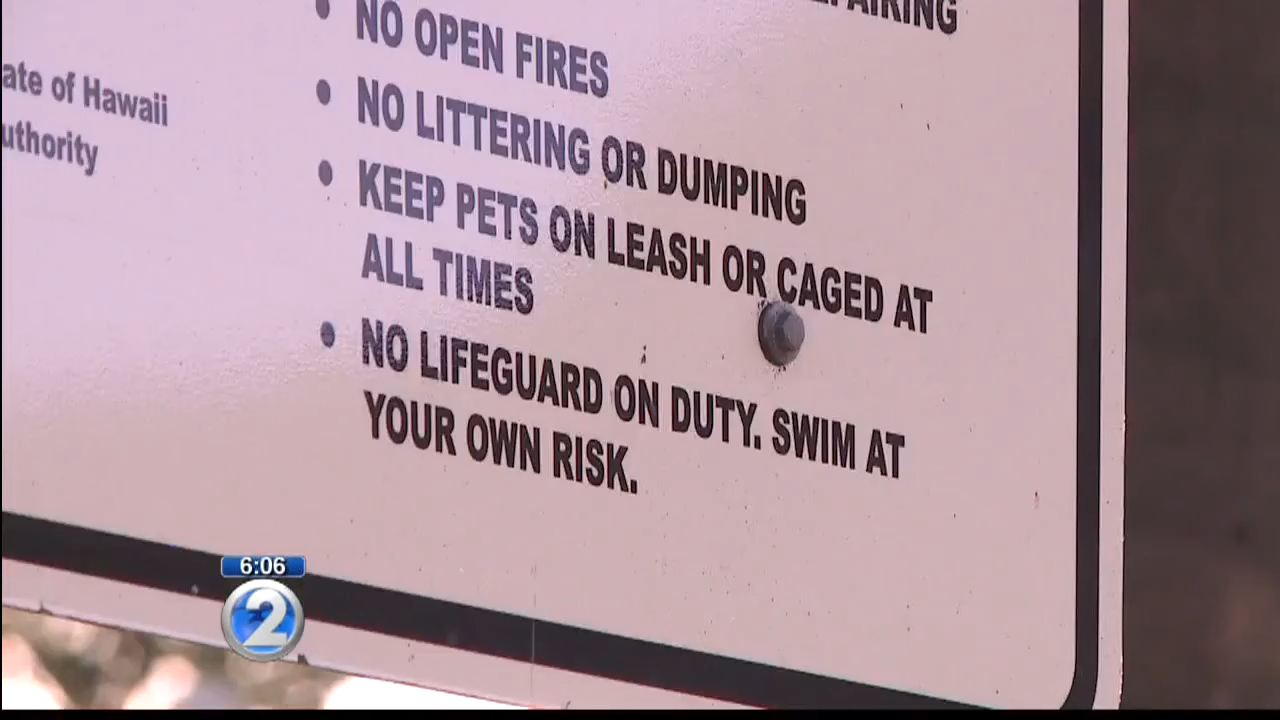 NO OPEN FIRES
ate of Hawaii
uthority
NO LITTERING OR DUMPING
KEEP PETS ON LEASH OR CAGED AT
ALL TIMES
NO LIFEGUARD ON DUTY. SWIM AT
YOUR OWN RISK.
6:06
2